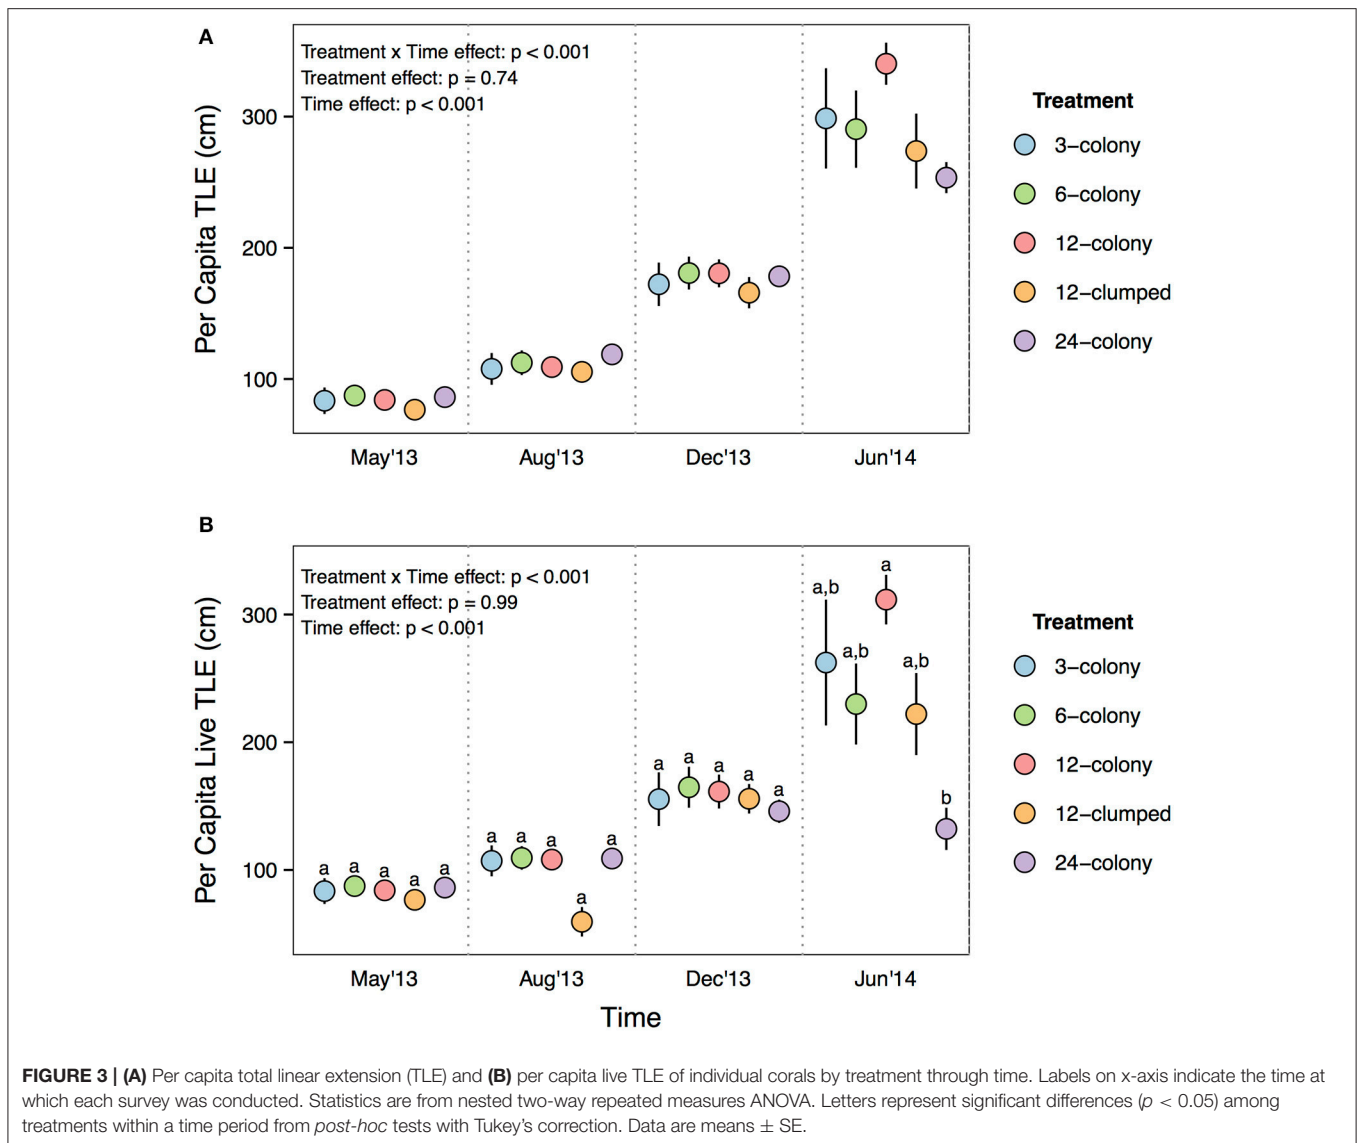 A
Treatment x Time effect: p < 0.001
Treatment effect: p = 0.74
Time effect: p < 0.001
Per Capita TLE (cm)
300
200
100
May'13
Aug'13
Dec'13
Jun'14
Treatment
3-colony
6-colony
12-colony
12-clumped
24-colony
B
Treatment x Time effect: p < 0.001
Treatment effect: p = 0.99
Time effect: p < 0.001
Per Capita Live TLE (cm)
300
200
100
a a a a a
a a a a a
a a a a a
a,b a,b a a,b b
May'13
Aug'13
Dec'13
Jun'14
Time
Treatment
3-colony
6-colony
12-colony
12-clumped
24-colony
FIGURE 3 | (A) Per capita total linear extension (TLE) and (B) per capita live TLE of individual corals by treatment through time. Labels on x-axis indicate the time at
which each survey was conducted. Statistics are from nested two-way repeated measures ANOVA. Letters represent significant differences (p < 0.05) among
treatments within a time period from post-hoc tests with Tukey's correction. Data are means ± SE.